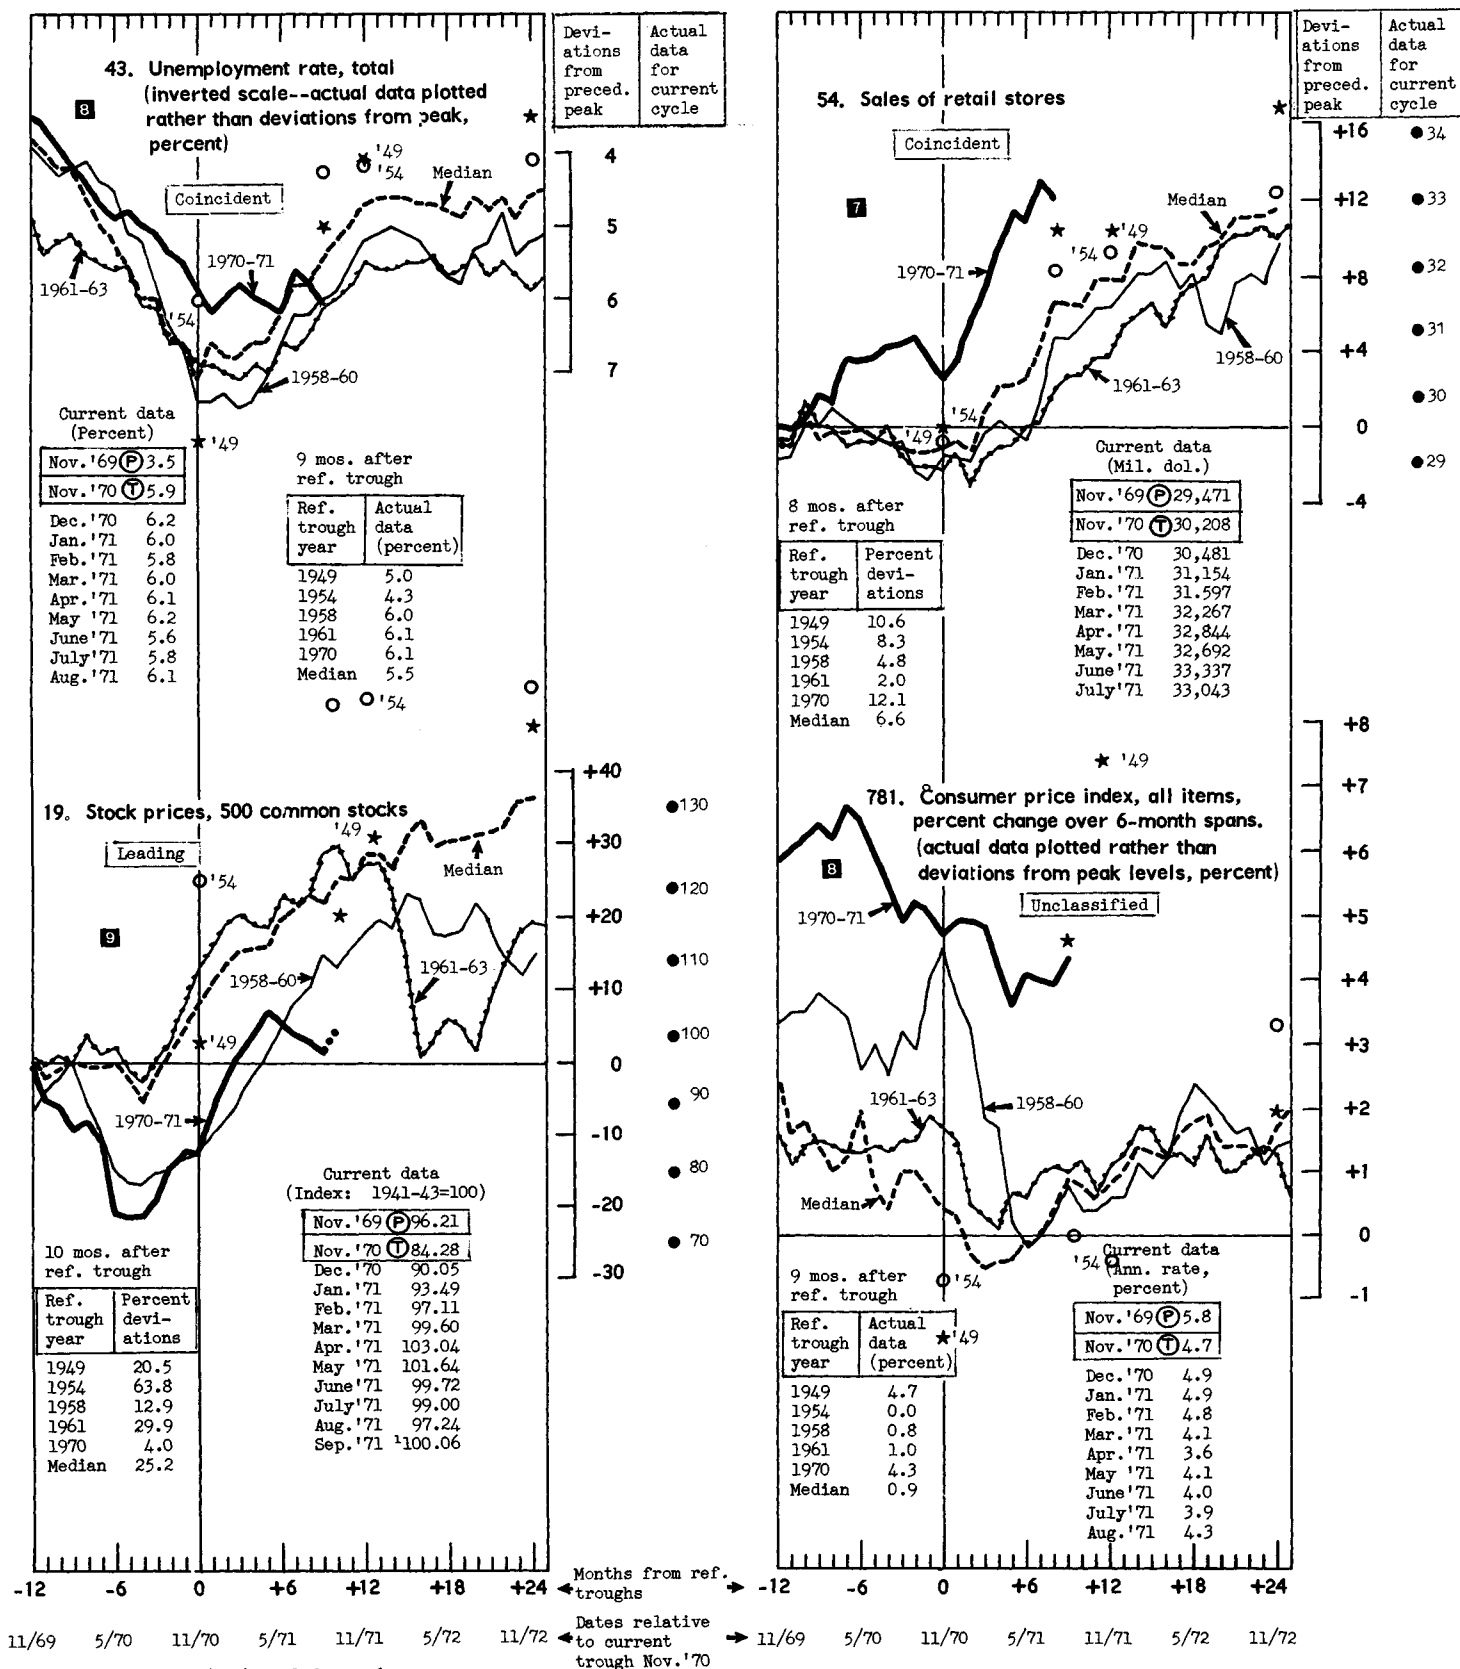 43. Unemployment rate, total
(inverted scale--actual data plotted
rather than deviations from peak,
percent)
8
Coincident
Devi-
ations
from
preced.
peak
Actual
data
for
current
cycle
4
5
6
7
'49
'54
Median
1970-71
1961-63
'54
1958-60
'49
Current data
(Percent)
Nov.'69 P 3.5
Nov.'70 T 5.9
Dec.'70 6.2
Jan.'71 6.0
Feb.'71 5.8
Mar.'71 6.0
Apr.'71 6.1
May '71 6.2
June'71 5.6
July'71 5.8
Aug.'71 6.1
9 mos. after
ref. trough
Ref.
trough
year
Actual
data
(percent)
1949 5.0
1954 4.3
1958 6.0
1961 6.1
1970 6.1
Median 5.5
'54
19. Stock prices, 500 common stocks
Leading
9
'49
Median
'54
1958-60
1961-63
'49
1970-71
+40
+30
+20
+10
0
-10
-20
-30
130
120
110
100
90
80
70
10 mos. after
ref. trough
Ref.
trough
year
Percent
devi-
ations
1949 20.5
1954 63.8
1958 12.9
1961 29.9
1970 4.0
Median 25.2
Current data
(Index: 1941-43=100)
Nov.'69 P 96.21
Nov.'70 T 84.28
Dec.'70 90.05
Jan.'71 93.49
Feb.'71 97.11
Mar.'71 99.60
Apr.'71 103.04
May '71 101.64
June'71 99.72
July'71 99.00
Aug.'71 97.24
Sep.'71 ¹100.06
-12 -6 0 +6 +12 +18 +24
Months from ref.
troughs
11/69 5/70 11/70 5/71 11/71 5/72 11/72
Dates relative
to current
trough Nov.'70
54. Sales of retail stores
Coincident
7
Devi-
ations
from
preced.
peak
Actual
data
for
current
cycle
+16
+12
+8
+4
0
-4
34
33
32
31
30
29
Median
'49
'54
1970-71
1958-60
1961-63
'54
'49
Current data
(Mil. dol.)
Nov.'69 P 29,471
Nov.'70 T 30,208
Dec.'70 30,481
Jan.'71 31,154
Feb.'71 31.597
Mar.'71 32,267
Apr.'71 32,844
May.'71 32,692
June'71 33,337
July'71 33,043
8 mos. after
ref. trough
Ref.
trough
year
Percent
devi-
ations
1949 10.6
1954 8.3
1958 4.8
1961 2.0
1970 12.1
Median 6.6
'49
781. Consumer price index, all items,
percent change over 6-month spans.
(actual data plotted rather than
deviations from peak levels, percent)
8
Unclassified
1970-71
1961-63
1958-60
Median
'54
'54
'49
+8
+7
+6
+5
+4
+3
+2
+1
0
-1
9 mos. after
ref. trough
Ref.
trough
year
Actual
data
(percent)
1949 4.7
1954 0.0
1958 0.8
1961 1.0
1970 4.3
Median 0.9
Current data
(Ann. rate,
percent)
Nov.'69 P 5.8
Nov.'70 T 4.7
Dec.'70 4.9
Jan.'71 4.9
Feb.'71 4.8
Mar.'71 4.1
Apr.'71 3.6
May '71 4.1
June'71 4.0
July'71 3.9
Aug.'71 4.3
-12 -6 0 +6 +12 +18 +24
11/69 5/70 11/70 5/71 11/71 5/72 11/72